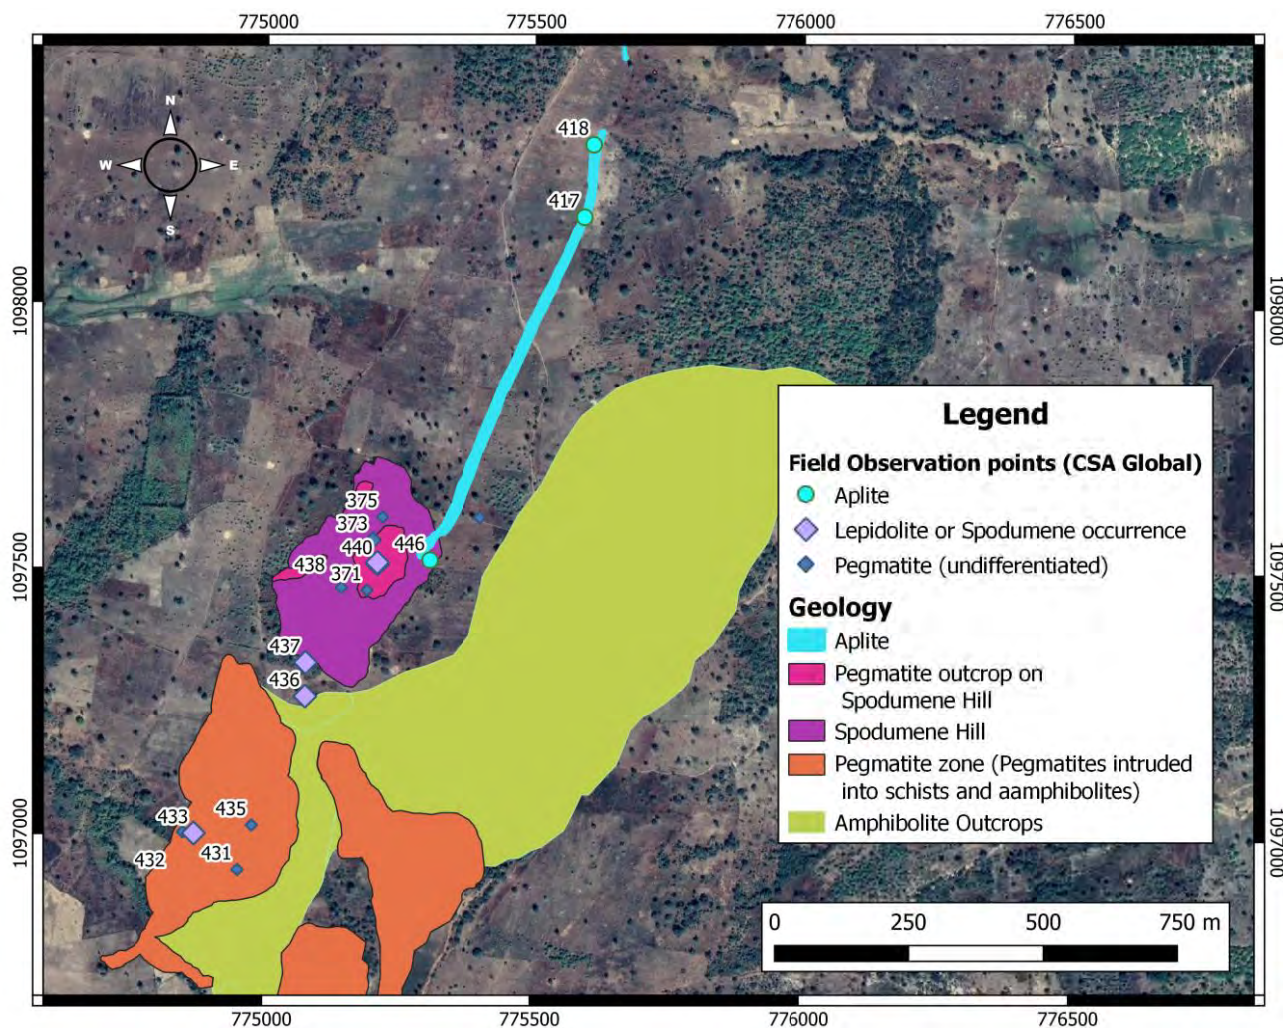 775000 775500 776000 776500
N
W E
S
418
417
1098000 1098000
375
373
440 446
438 371
1097500 1097500
437
436
433 435
432 431
1097000 1097000
Legend
Field Observation points (CSA Global)
Aplite
Lepidolite or Spodumene occurrence
Pegmatite (undifferentiated)
Geology
Aplite
Pegmatite outcrop on
Spodumene Hill
Spodumene Hill
Pegmatite zone (Pegmatites intruded
into schists and aamphibolites)
Amphibolite Outcrops
0 250 500 750 m
775000 775500 776000 776500